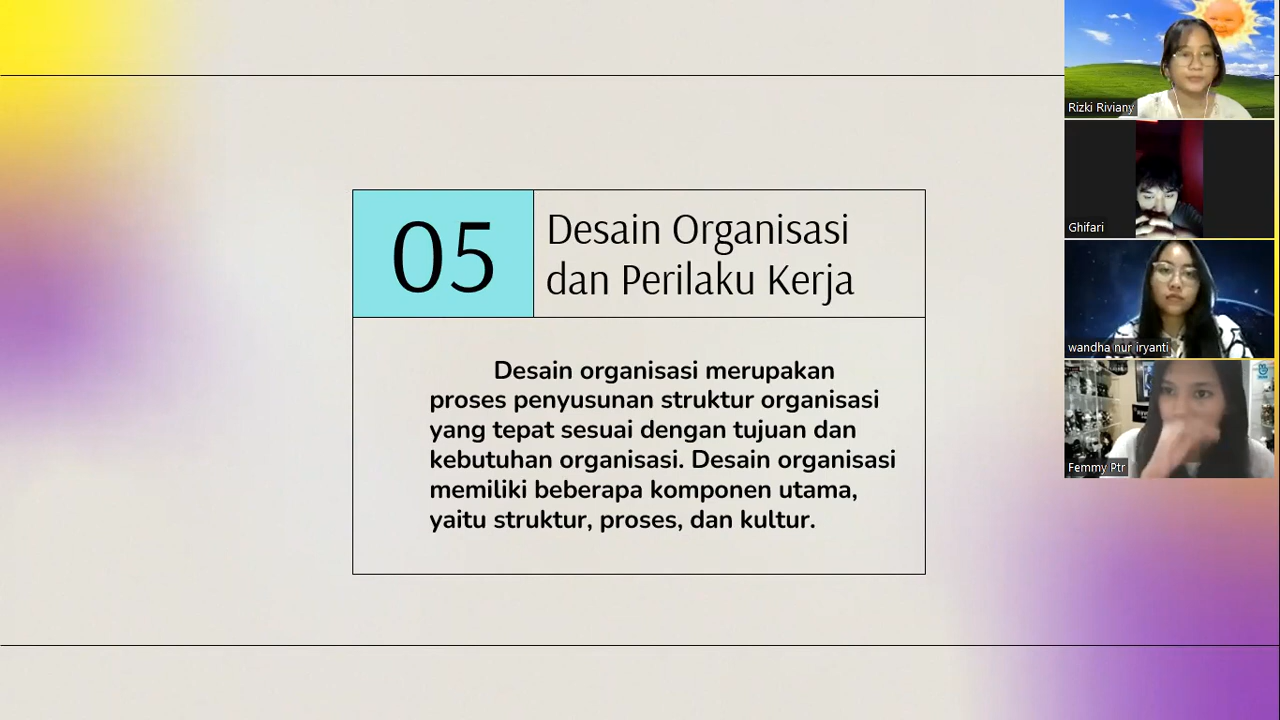 05
Desain Organisasi
dan Perilaku Kerja
Desain organisasi merupakan
proses penyusunan struktur organisasi
yang tepat sesuai dengan tujuan dan
kebutuhan organisasi. Desain organisasi
memiliki beberapa komponen utama,
yaitu struktur, proses, dan kultur.
Rizki Riviany
Ghifari
wandha nur iryanti
Femmy Ptr